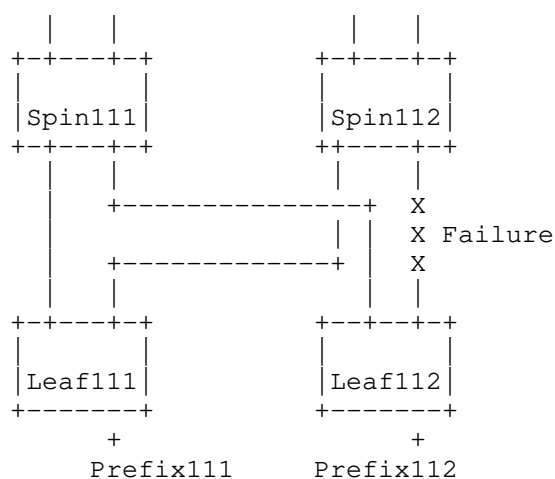 Spin111 Spin112
X
X Failure
X
Leaf111 Leaf112
Prefix111 Prefix112